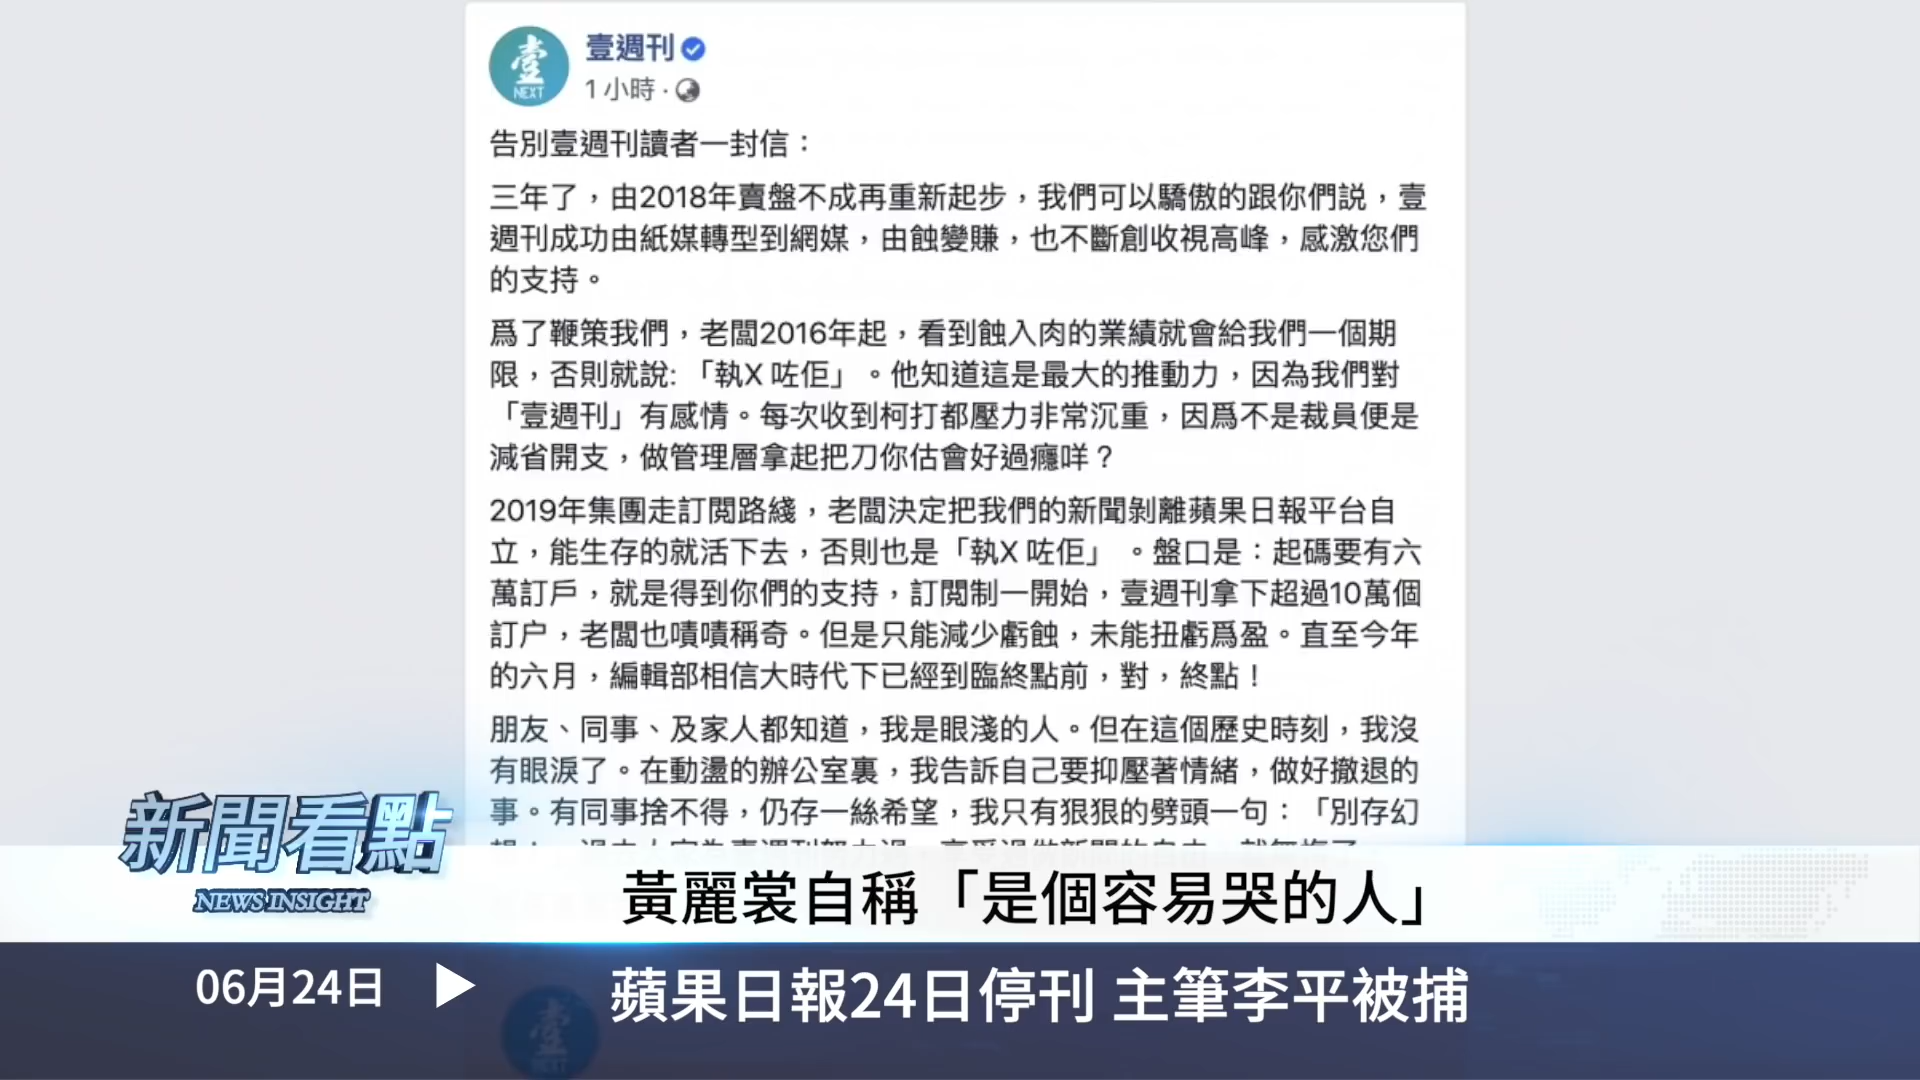 壹週刊
1 小時
壹
NEXT
告別壹週刊讀者一封信：
三年了，由2018年賣盤不成再重新起步，我們可以驕傲的跟你們説，壹
週刊成功由紙媒轉型到網媒，由蝕變賺，也不斷創收視高峰，感激您們
的支持。
爲了鞭策我們，老闆2016年起，看到蝕入肉的業績就會給我們一個期
限，否則就說:「執X 咗佢」。他知道這是最大的推動力，因為我們對
「壹週刊」有感情。每次收到柯打都壓力非常沉重，因爲不是裁員便是
減省開支，做管理層拿起把刀你估會好過癮咩？
2019年集團走訂閲路綫，老闆決定把我們的新聞剝離蘋果日報平台自
立，能生存的就活下去，否則也是「執X 咗佢」 。盤口是：起碼要有六
萬訂戶，就是得到你們的支持，訂閲制一開始，壹週刊拿下超過10萬個
訂户，老闆也嘖嘖稱奇。但是只能減少虧蝕，未能扭虧爲盈。直至今年
的六月，編輯部相信大時代下已經到臨終點前，對，終點！
朋友、同事、及家人都知道，我是眼淺的人。但在這個歷史時刻，我沒
有眼淚了。在動盪的辦公室裏，我告訴自己要抑壓著情緒，做好撤退的
事。有同事捨不得，仍存一絲希望，我只有狠狠的劈頭一句：「別存幻
新聞看點
NEWS INSIGHT
黃麗裳自稱「是個容易哭的人」
06月24日
蘋果日報24日停刊 主筆李平被捕
壹
NEXT